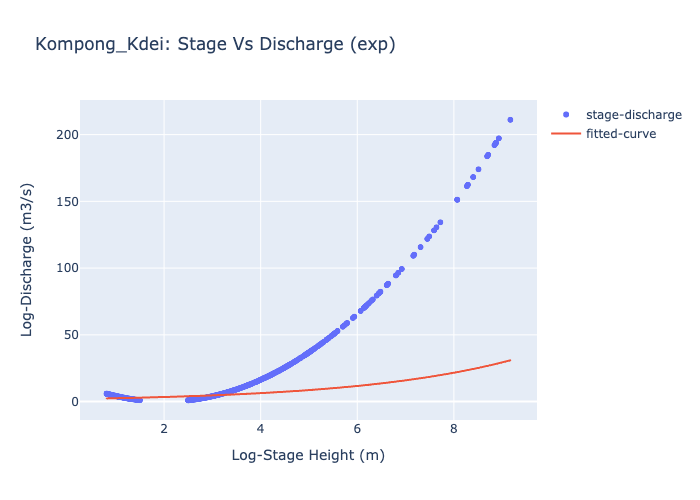 Kompong_Kdei: Stage Vs Discharge (exp)
stage-discharge
fitted-curve
200
150
100
50
0
2
4
6
8
Log-Discharge (m3/s)
Log-Stage Height (m)